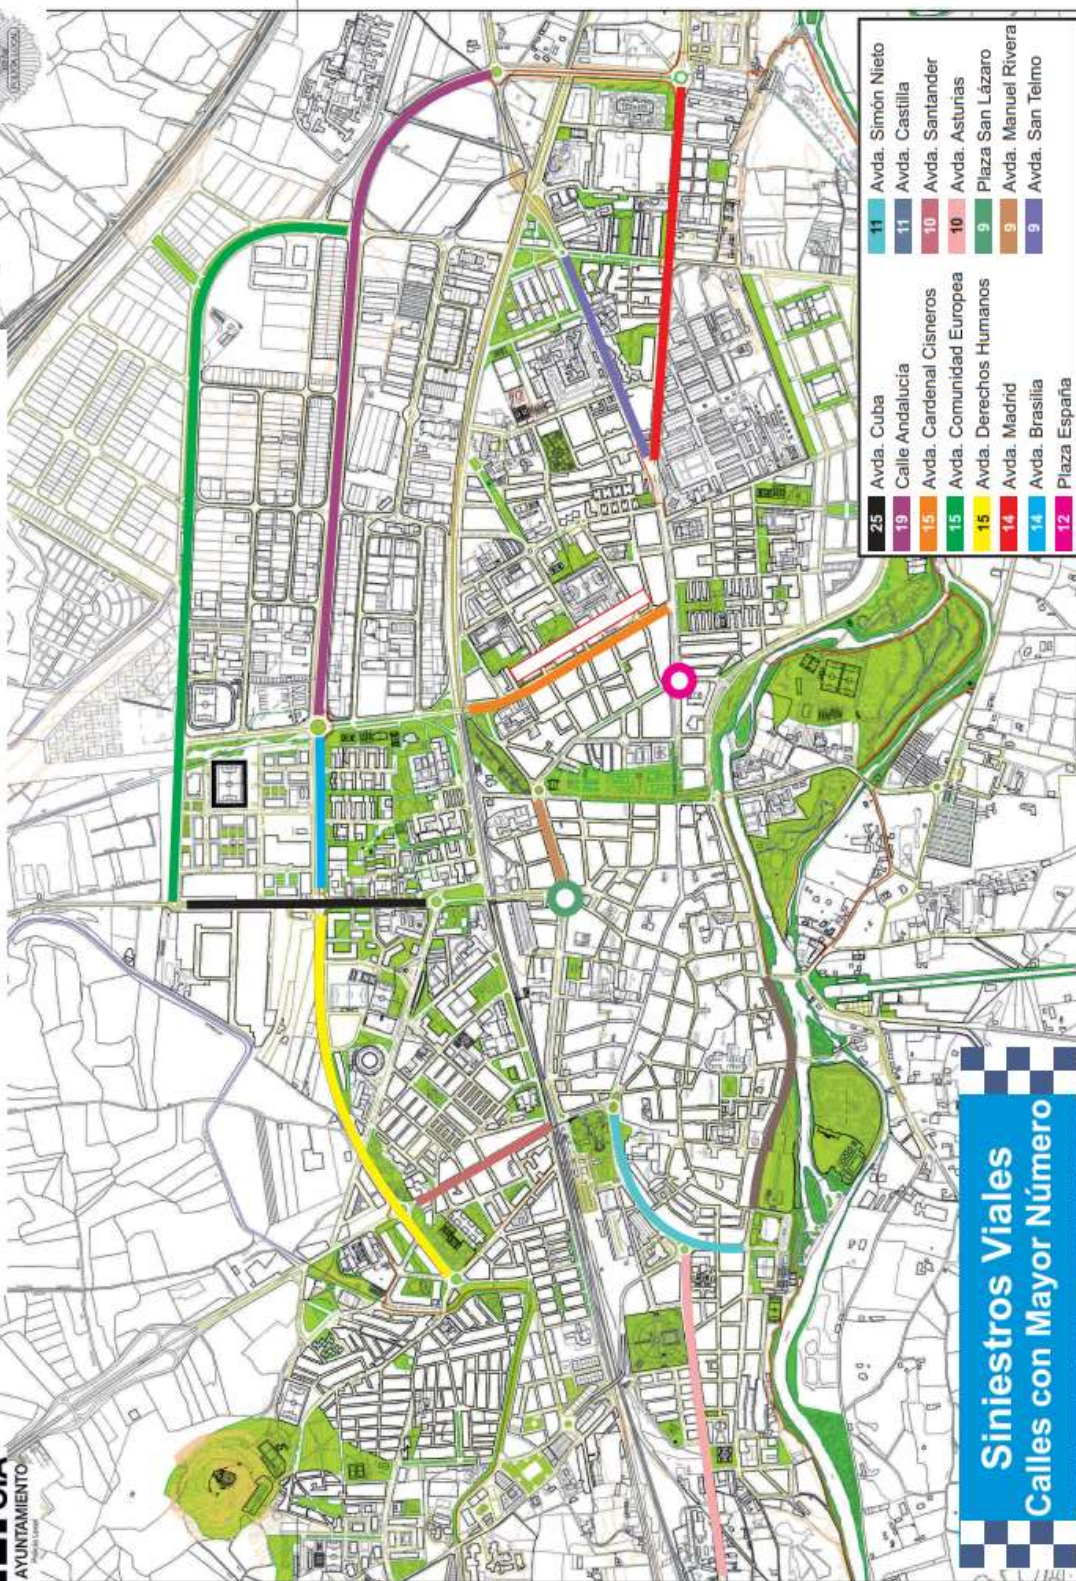 AYUNTAMIENTO
Siniestros Viales
Calles con Mayor Número
25 Avda. Cuba
19 Calle Andalucía
15 Avda. Cardenal Cisneros
15 Avda. Comunidad Europea
15 Avda. Derechos Humanos
14 Avda. Madrid
14 Avda. Brasilia
12 Plaza España
11 Avda. Simón Nieto
11 Avda. Castilla
10 Avda. Santander
10 Avda. Asturias
9 Plaza San Lázaro
9 Avda. Manuel Rivera
9 Avda. San Telmo